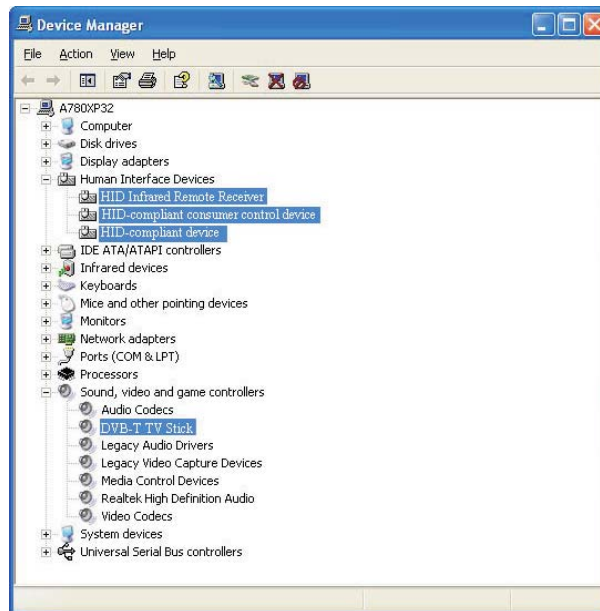 Device Manager
File Action View Help
A780XP32
Computer
Disk drives
Display adapters
Human Interface Devices
HID Infrared Remote Receiver
HID-compliant consumer control device
HID-compliant device
IDE ATA/ATAPI controllers
Infrared devices
Keyboards
Mice and other pointing devices
Monitors
Network adapters
Ports (COM & LPT)
Processors
Sound, video and game controllers
Audio Codecs
DVB-T TV Stick
Legacy Audio Drivers
Legacy Video Capture Devices
Media Control Devices
Realtek High Definition Audio
Video Codecs
System devices
Universal Serial Bus controllers